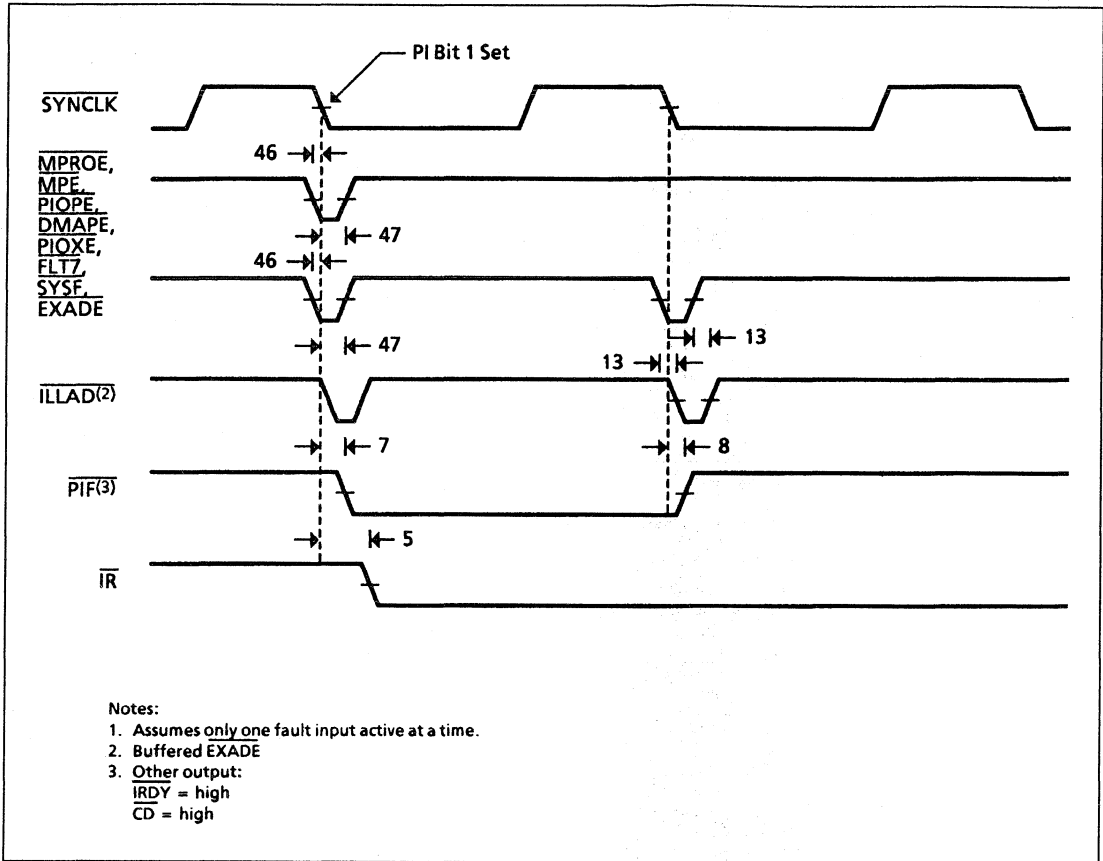 PI Bit 1 Set
SYNCLK
46
MPROE,
MPE,
PIOPE,
DMAPE,
PIOXE,
FLT7,
SYSF,
EXADE
47
46
47
13
13
ILLAD(2)
7
8
PIF(3)
5
IR
Notes:
1. Assumes only one fault input active at a time.
2. Buffered EXADE
3. Other output:
IRDY = high
CD = high